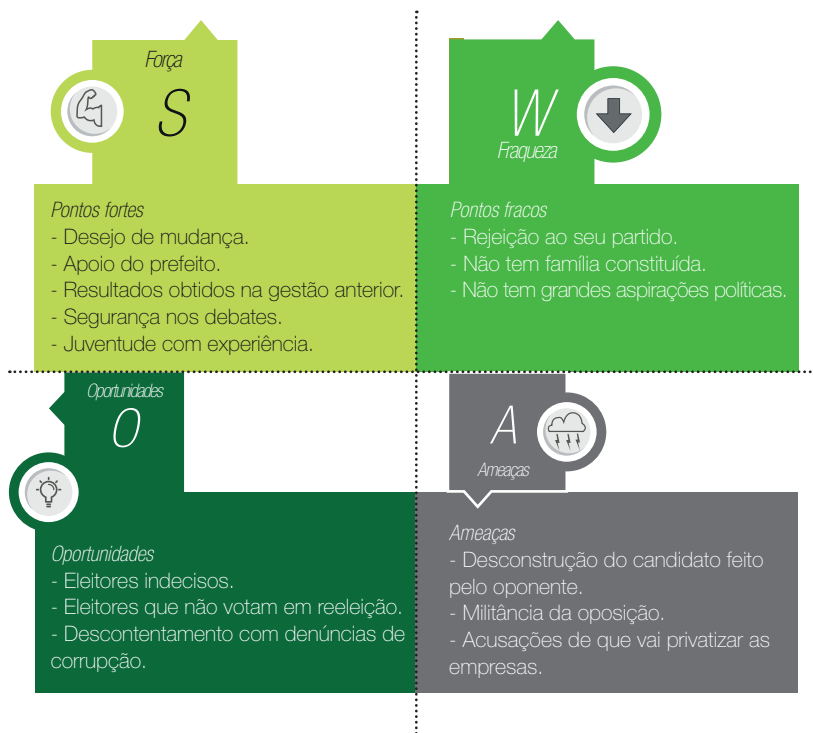 Força
S
Pontos fortes
- Desejo de mudança.
- Apoio do prefeito.
- Resultados obtidos na gestão anterior.
- Segurança nos debates.
- Juventude com experiência.
W
Fraqueza
Pontos fracos
- Rejeição ao seu partido.
- Não tem família constituída.
- Não tem grandes aspirações políticas.
Oportunidades
O
Oportunidades
- Eleitores indecisos.
- Eleitores que não votam em reeleição.
- Descontentamento com denúncias de
corrupção.
A
Ameaças
Ameaças
- Desconstrução do candidato feito
pelo oponente.
- Militância da oposição.
- Acusações de que vai privatizar as
empresas.